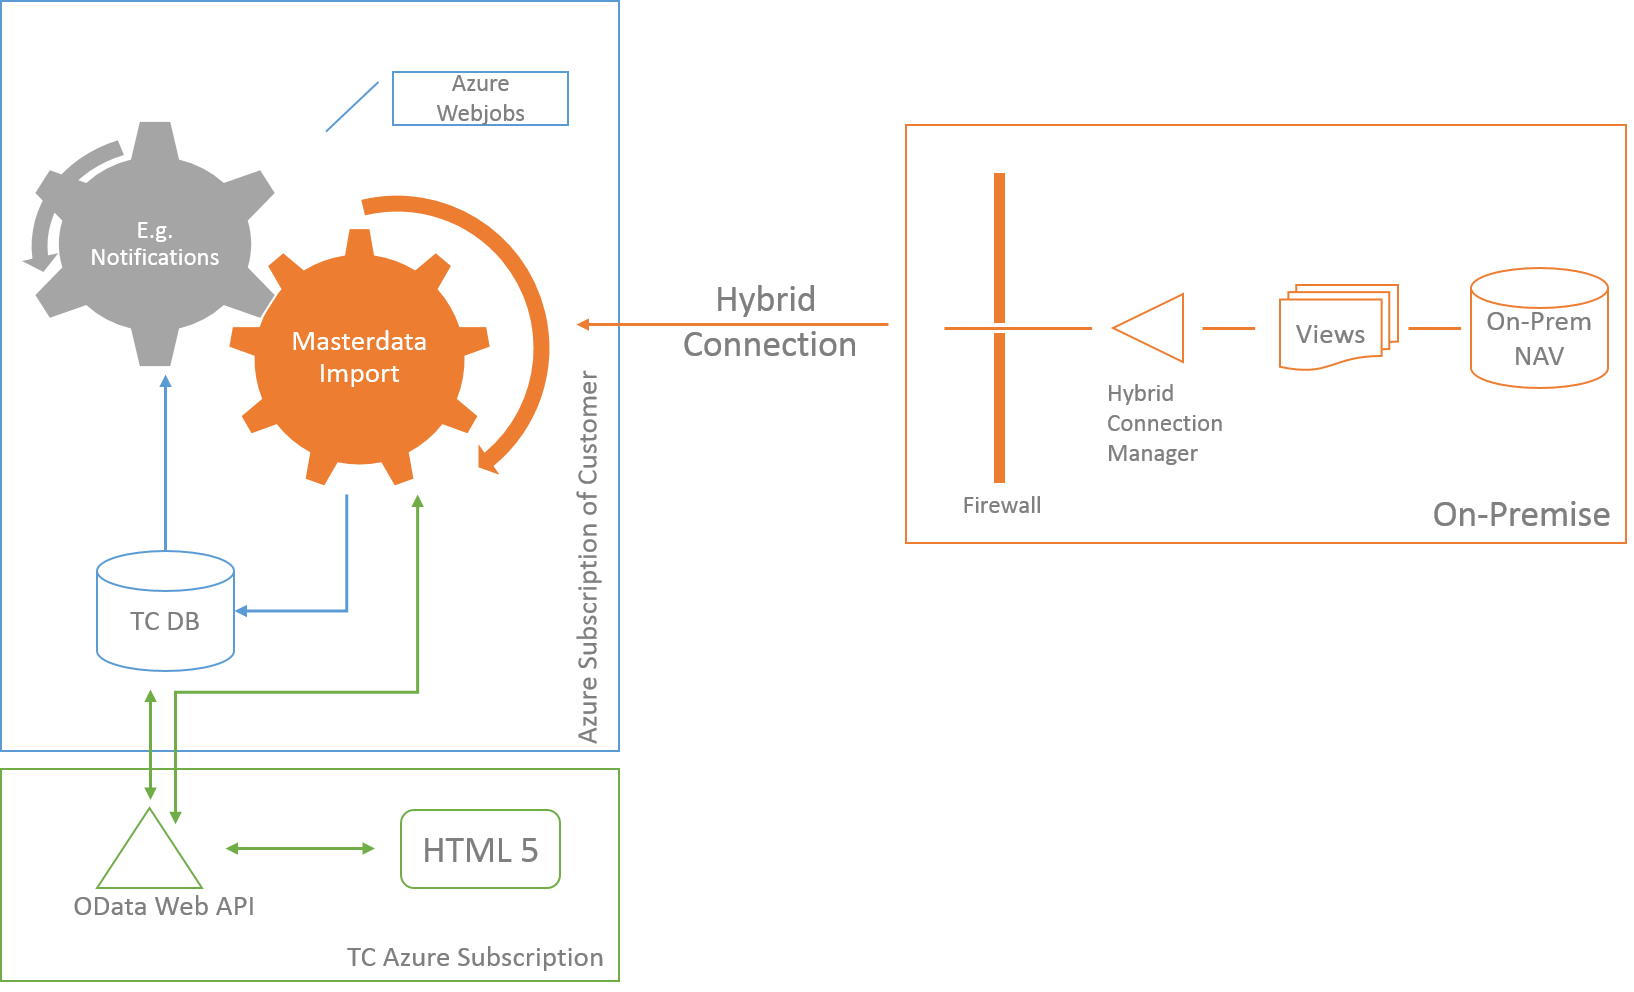 Azure
Webjobs
E.g.
Notifications
Masterdata
Import
Azure Subscription of Customer
TC DB
Hybrid
Connection
Firewall
Hybrid
Connection
Manager
Views
On-Prem
NAV
On-Premise
HTML 5
OData Web API
TC Azure Subscription